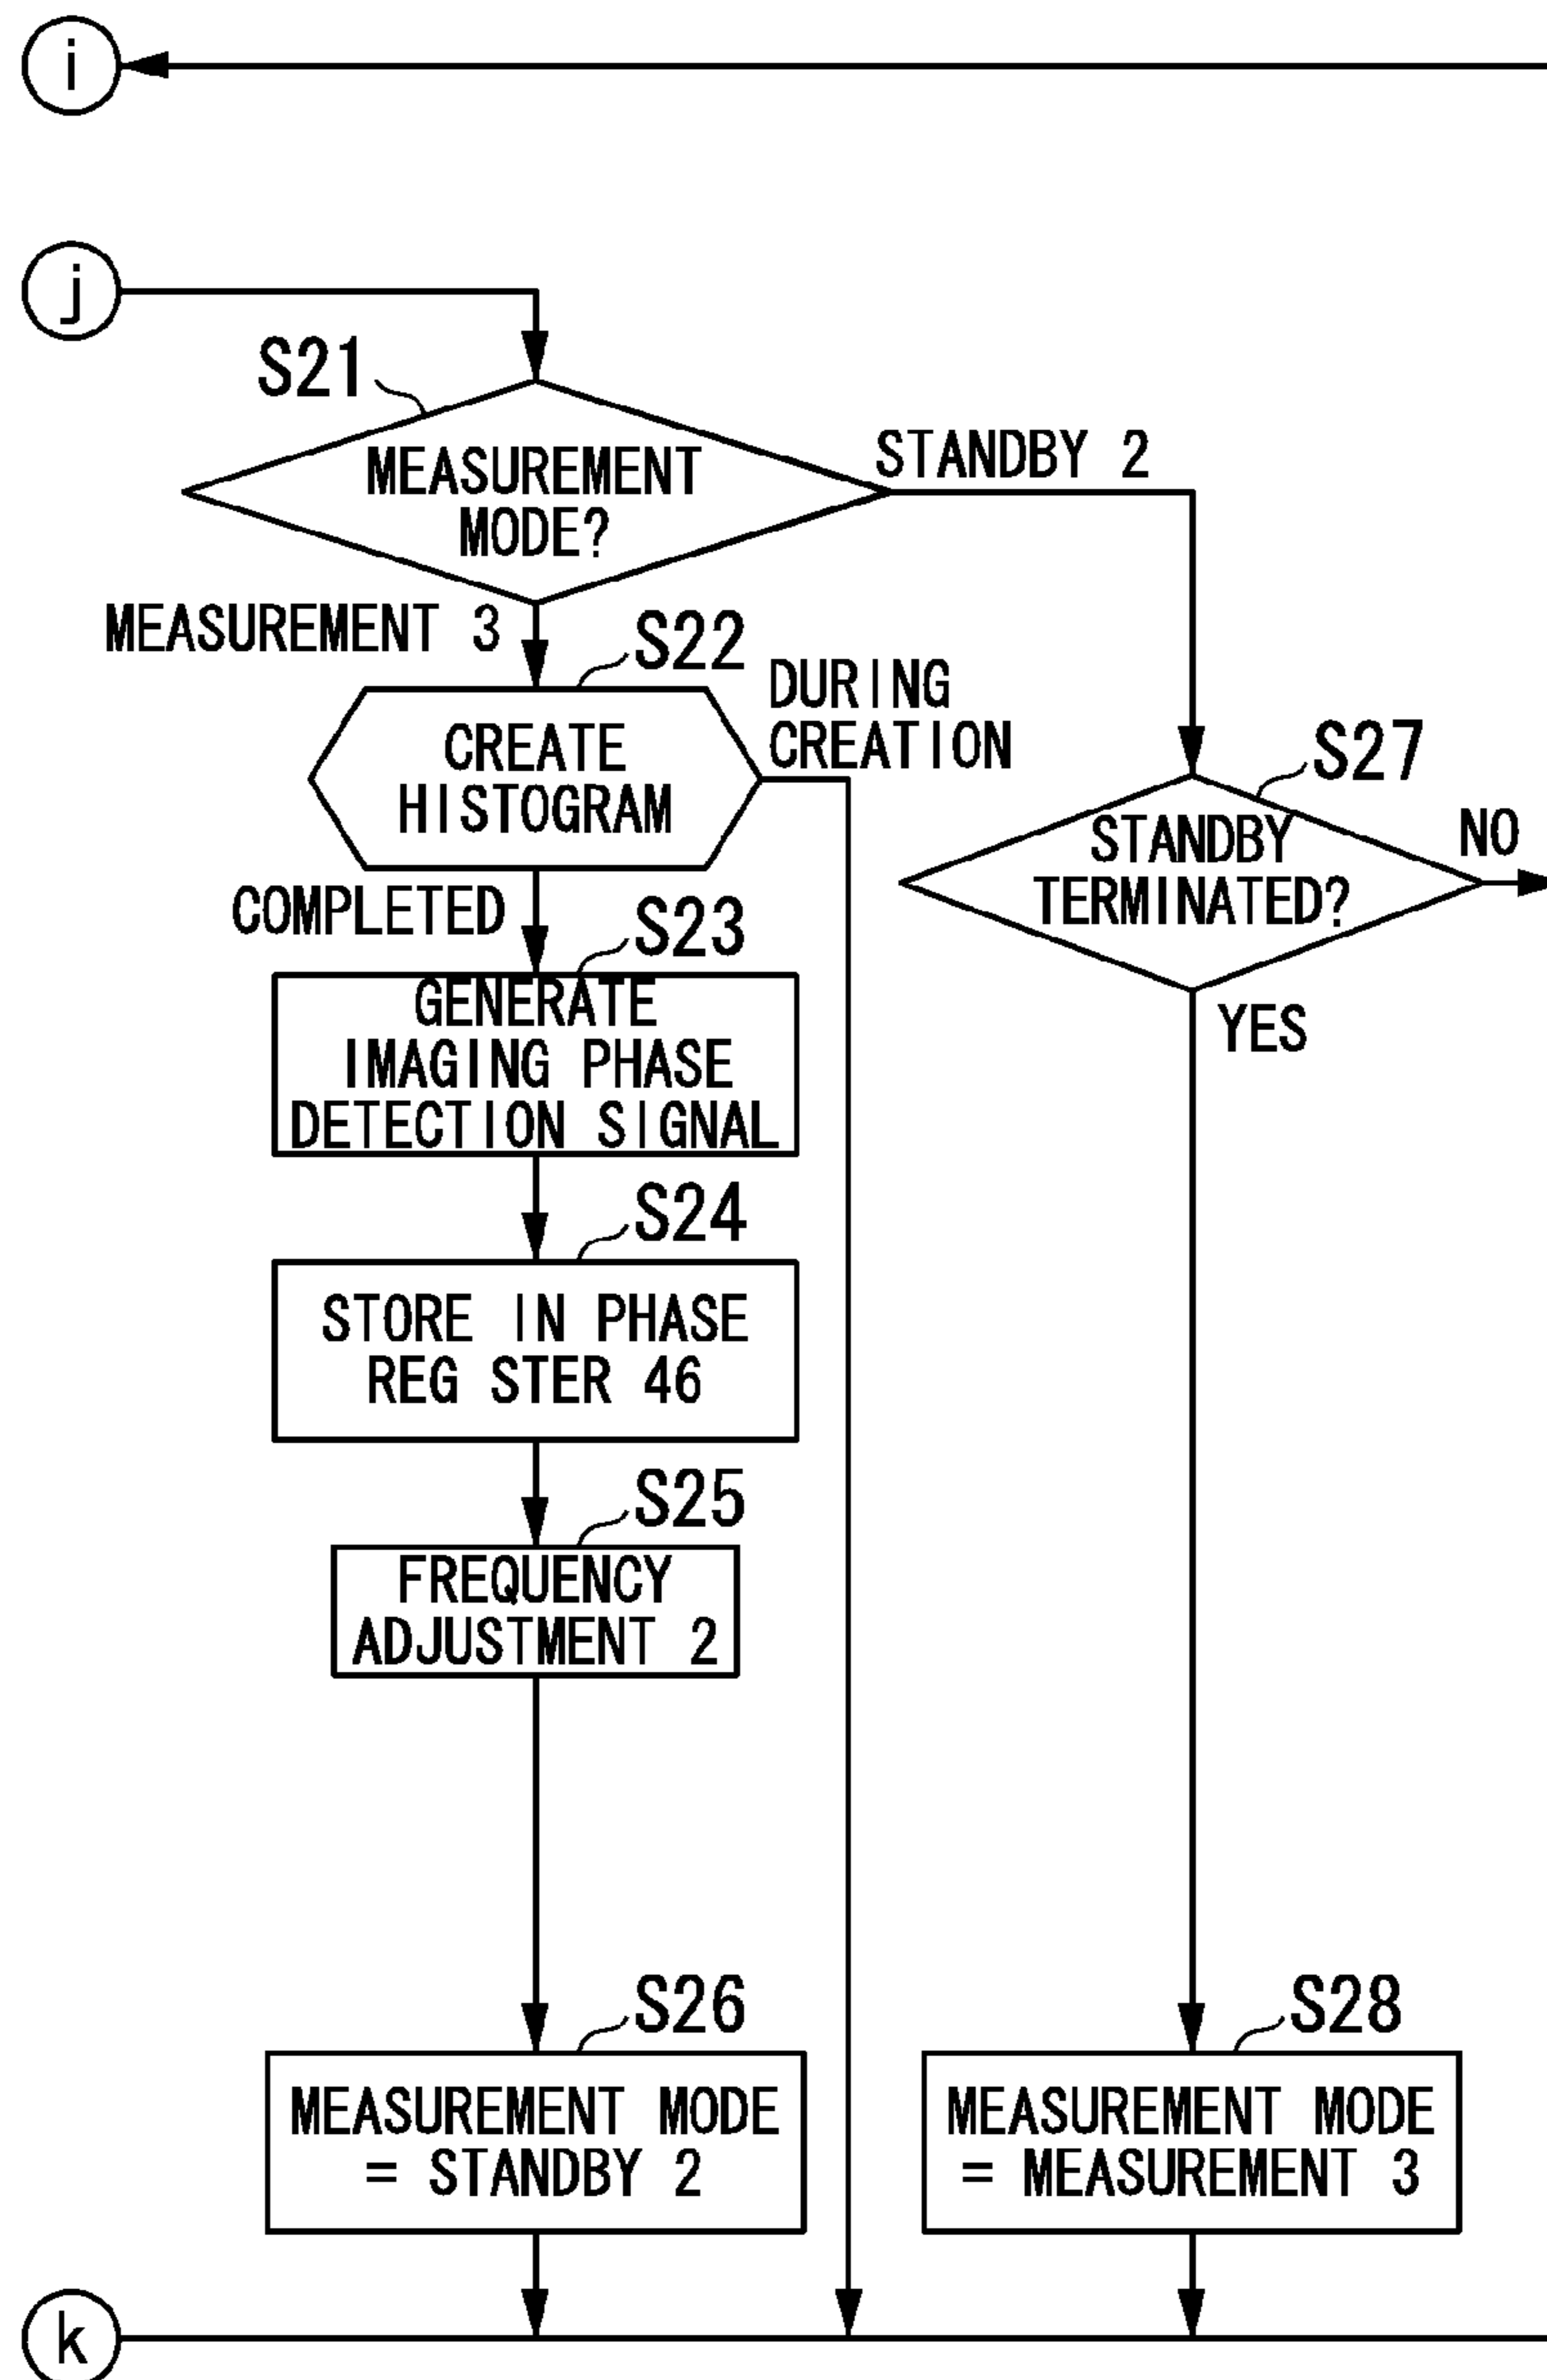 i
j
S21
MEASUREMENT
MODE?
STANDBY 2
MEASUREMENT 3
S22
DURING
CREATION
CREATE
HISTOGRAM
S27
STANDBY
TERMINATED?
NO
YES
COMPLETED
S23
GENERATE
IMAGING PHASE
DETECTION SIGNAL
S24
STORE IN PHASE
REG STER 46
S25
FREQUENCY
ADJUSTMENT 2
S26
MEASUREMENT MODE
= STANDBY 2
S28
MEASUREMENT MODE
= MEASUREMENT 3
k